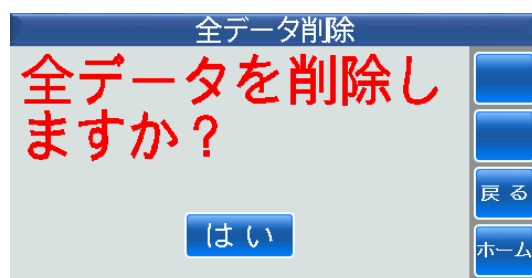 全データ削除
全データを削除し
ますか？
はい
戻る
ホーム